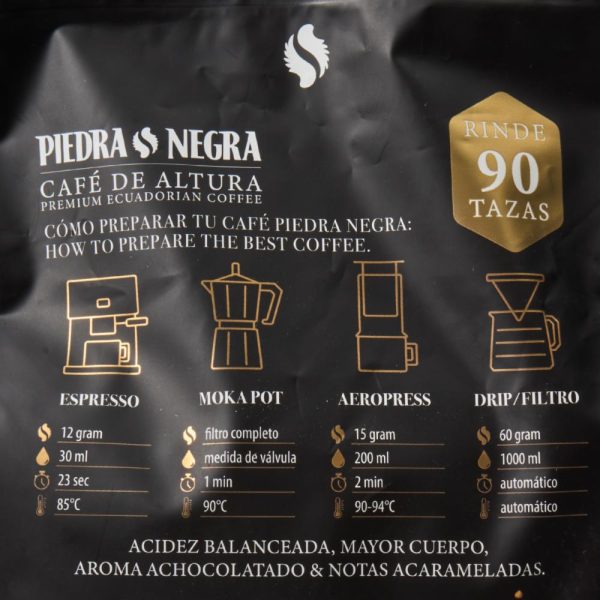 PIEDRA NEGRA
CAFÉ DE ALTURA
PREMIUM ECUADORIAN COFFEE
RINDE
90
TAZAS
CÓMO PREPARAR TU CAFÉ PIEDRA NEGRA:
HOW TO PREPARE THE BEST COFFEE.
ESPRESSO
12 gram
30 ml
23 sec
85°C
MOKA POT
filtro completo
medida de válvula
1 min
90°C
AEROPRESS
15 gram
200 ml
2 min
90-94°C
DRIP/FILTRO
60 gram
1000 ml
automático
automático
ACIDEZ BALANCEADA, MAYOR CUERPO,
AROMA ACHOCOLATADO & NOTAS ACARAMELADAS.